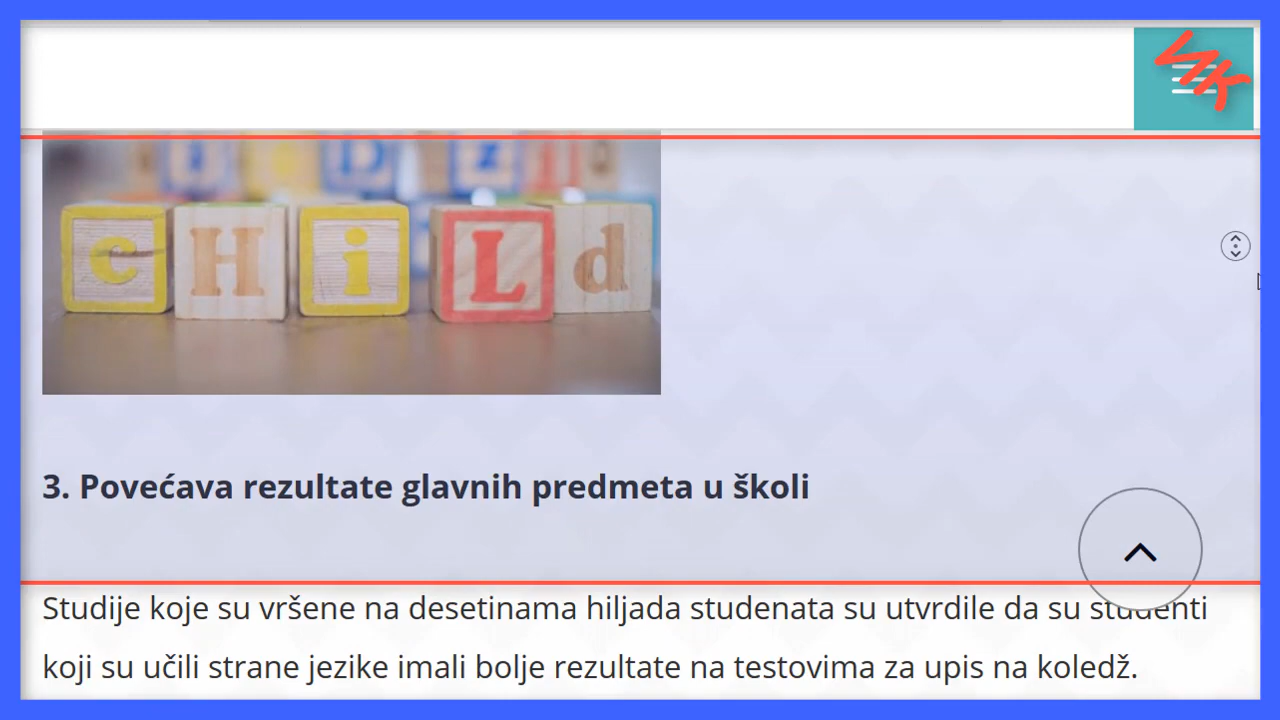 c H i L d
3. Povećava rezultate glavnih predmeta u školi
Studije koje su vršene na desetinama hiljada studenata su utvrdile da su studenti
koji su učili strane jezike imali bolje rezultate na testovima za upis na koledž.